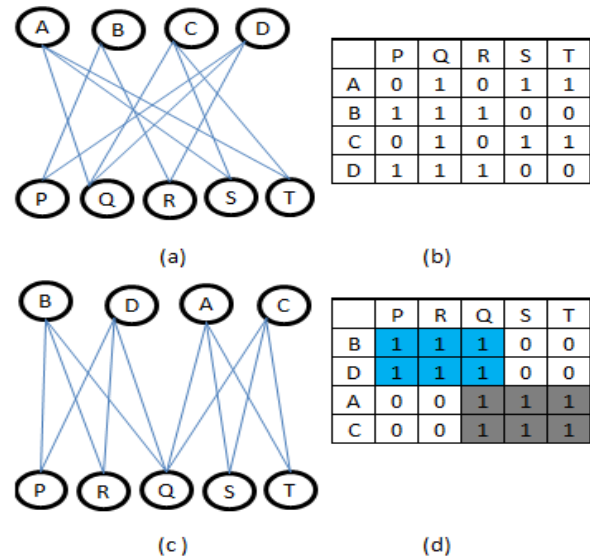 A B C D
P Q R S T
(a)
P Q R S T
A 0 1 0 1 1
B 1 1 1 0 0
C 0 1 0 1 1
D 1 1 1 0 0
(b)
B D A C
P R Q S T
(c)
P R Q S T
B 1 1 1 0 0
D 1 1 1 0 0
A 0 0 1 1 1
C 0 0 1 1 1
(d)